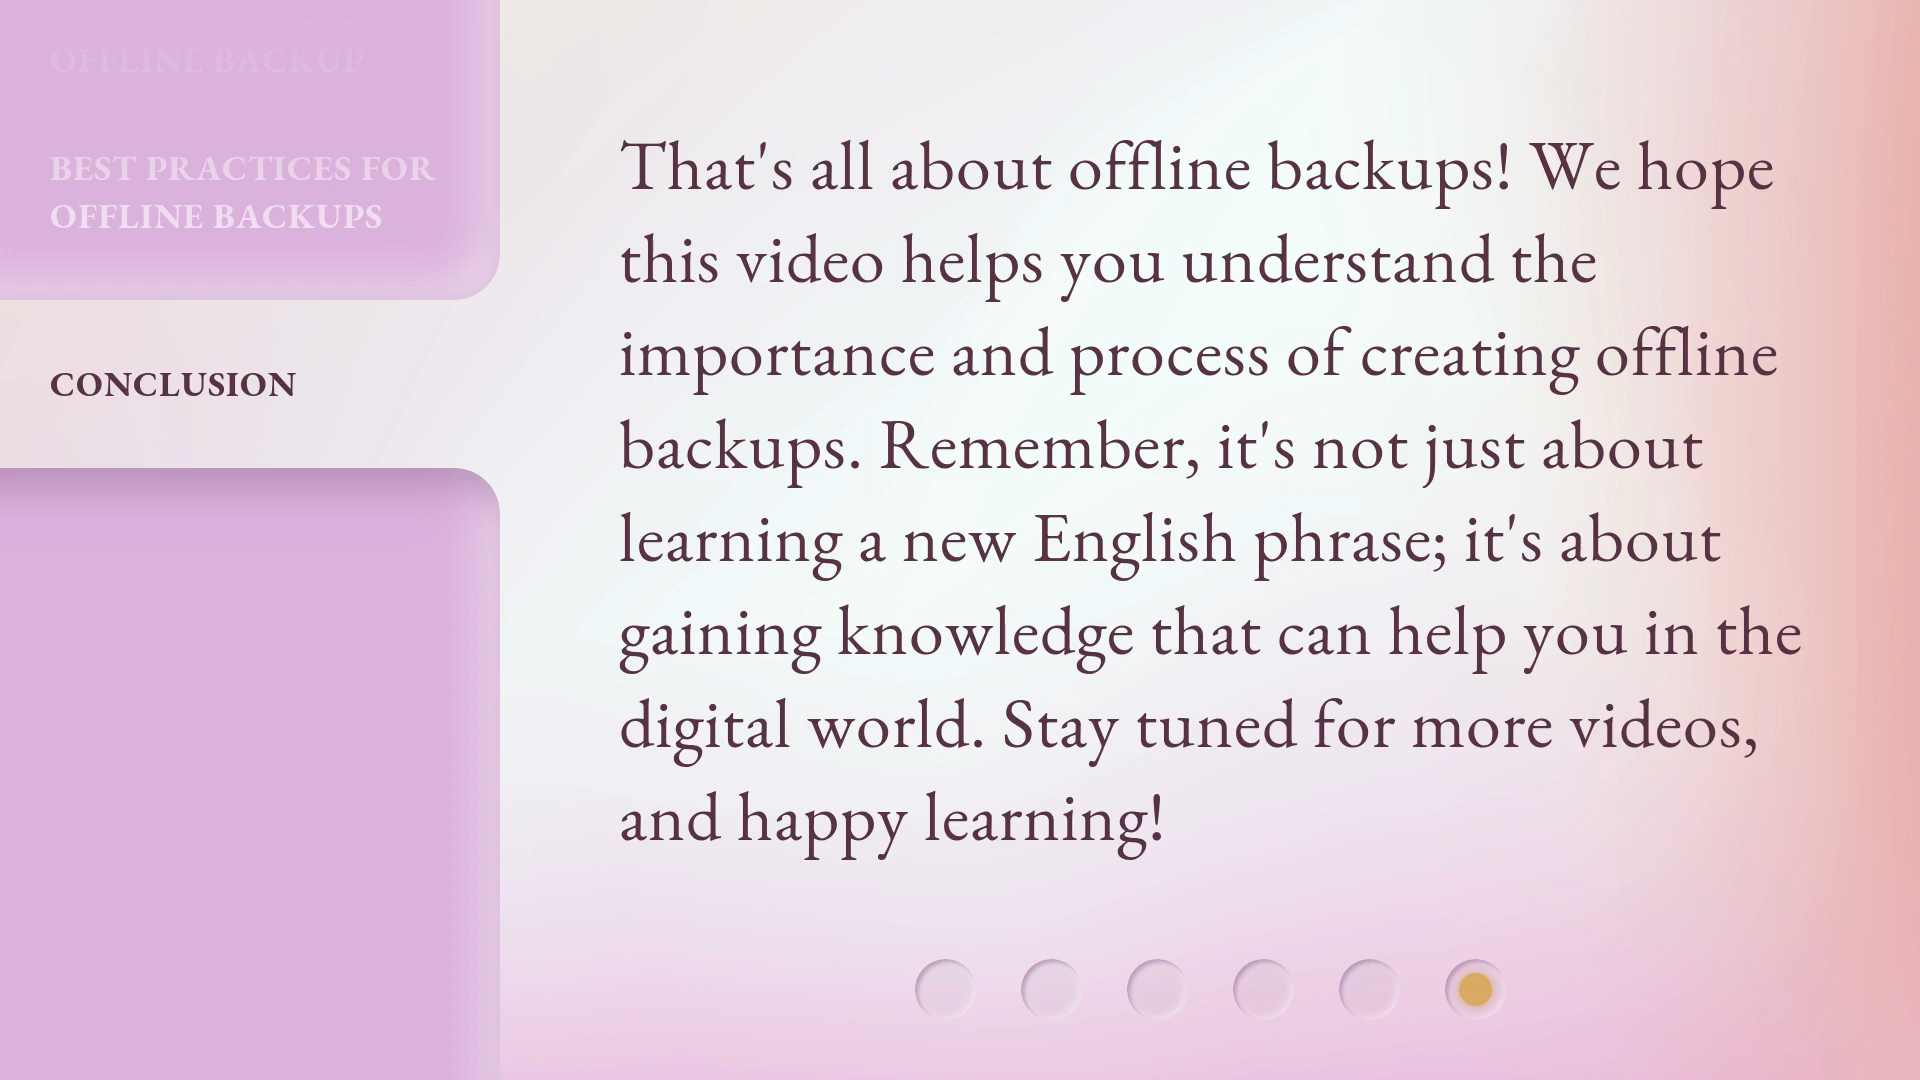 OFFLINE BACKUP
BEST PRACTICES FOR
OFFLINE BACKUPS
CONCLUSION
That's all about offline backups! We hope
this video helps you understand the
importance and process of creating offline
backups. Remember, it's not just about
learning a new English phrase; it's about
gaining knowledge that can help you in the
digital world. Stay tuned for more videos,
and happy learning!